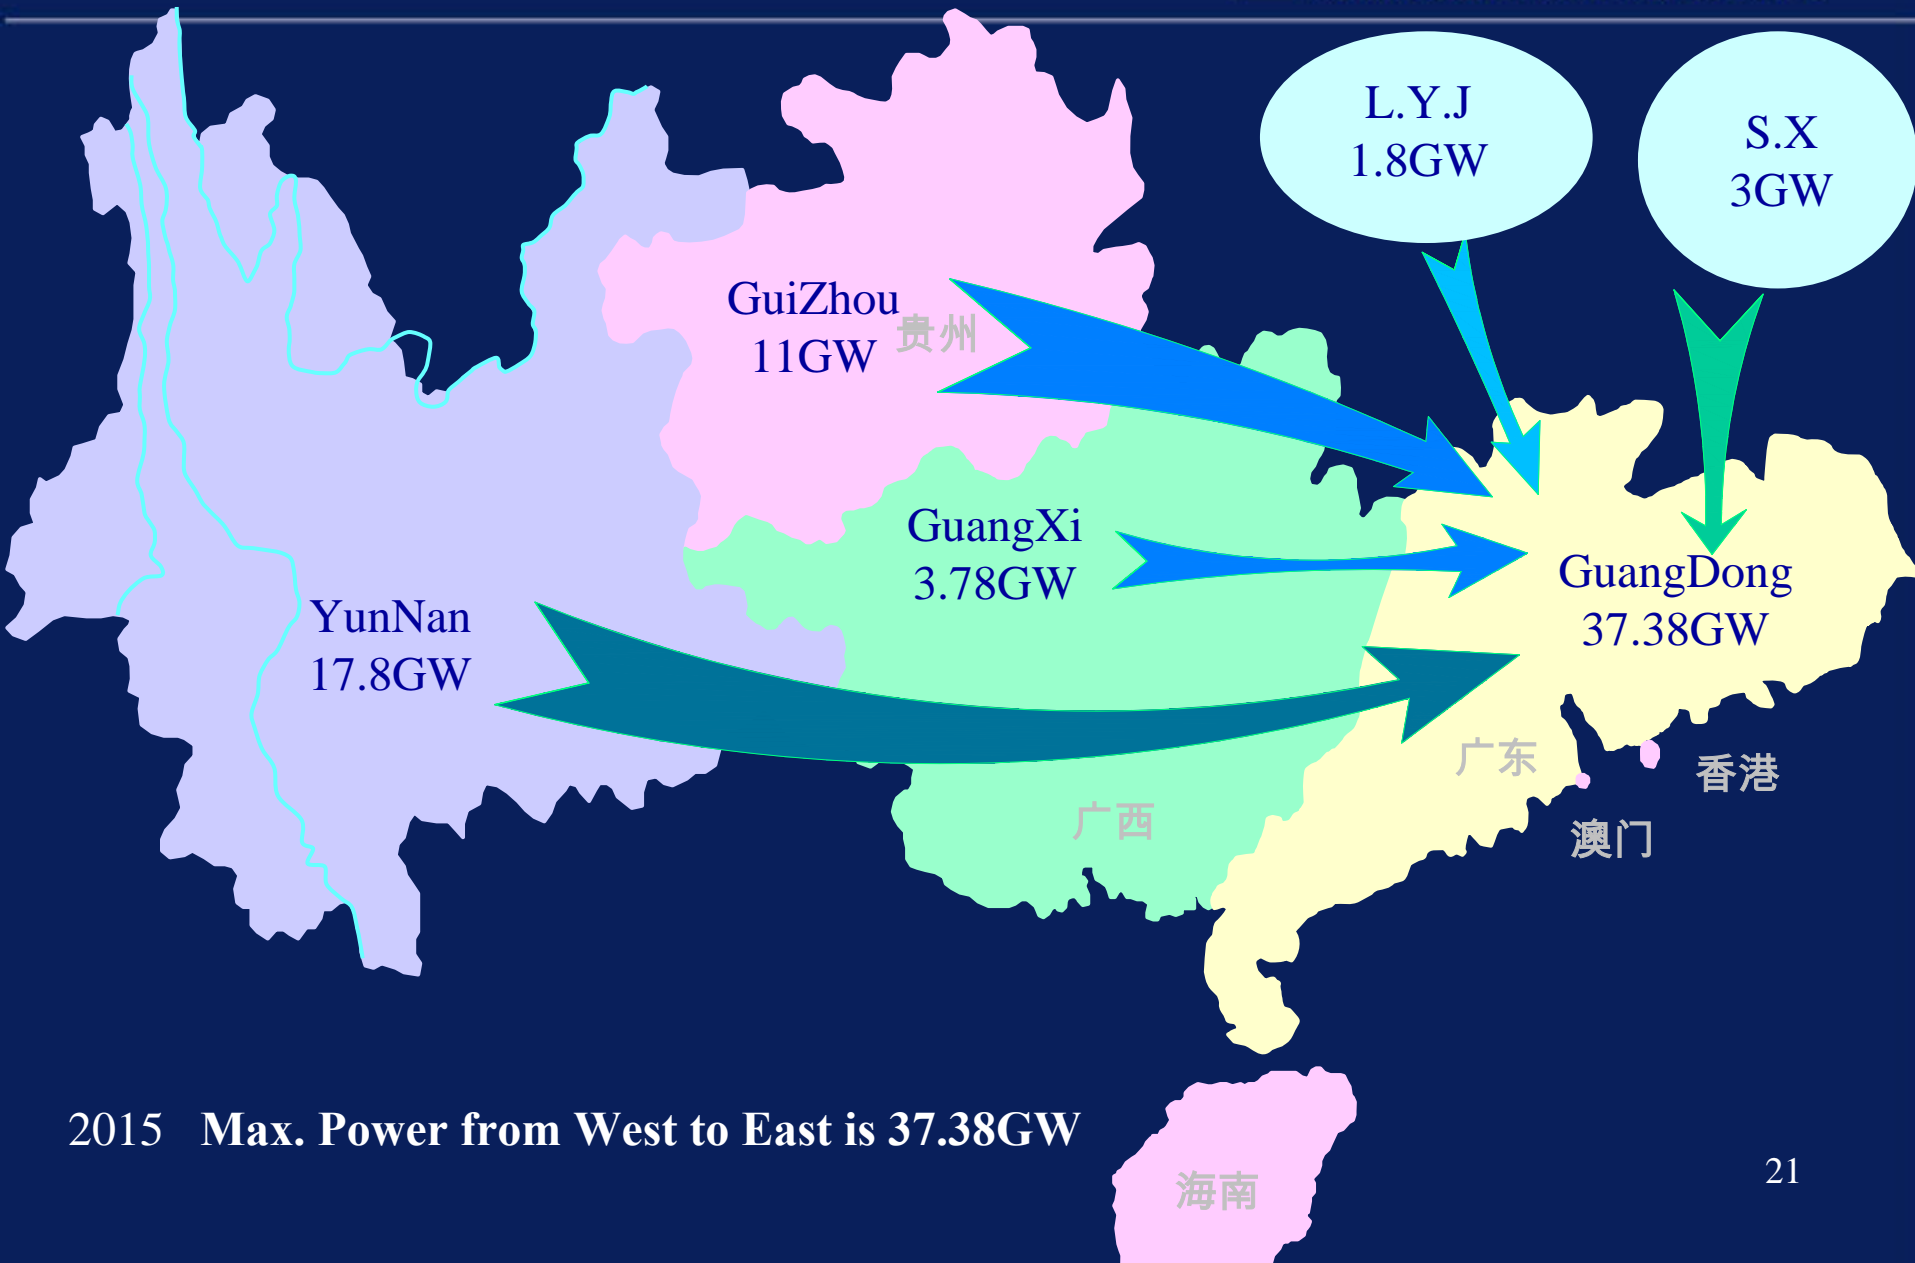 L.Y.J
1.8GW
S.X
3GW
GuiZhou
11GW
贵州
GuangXi
3.78GW
GuangDong
37.38GW
YunNan
17.8GW
广东
香港
广西
澳门
2015 Max. Power from West to East is 37.38GW
海南
21